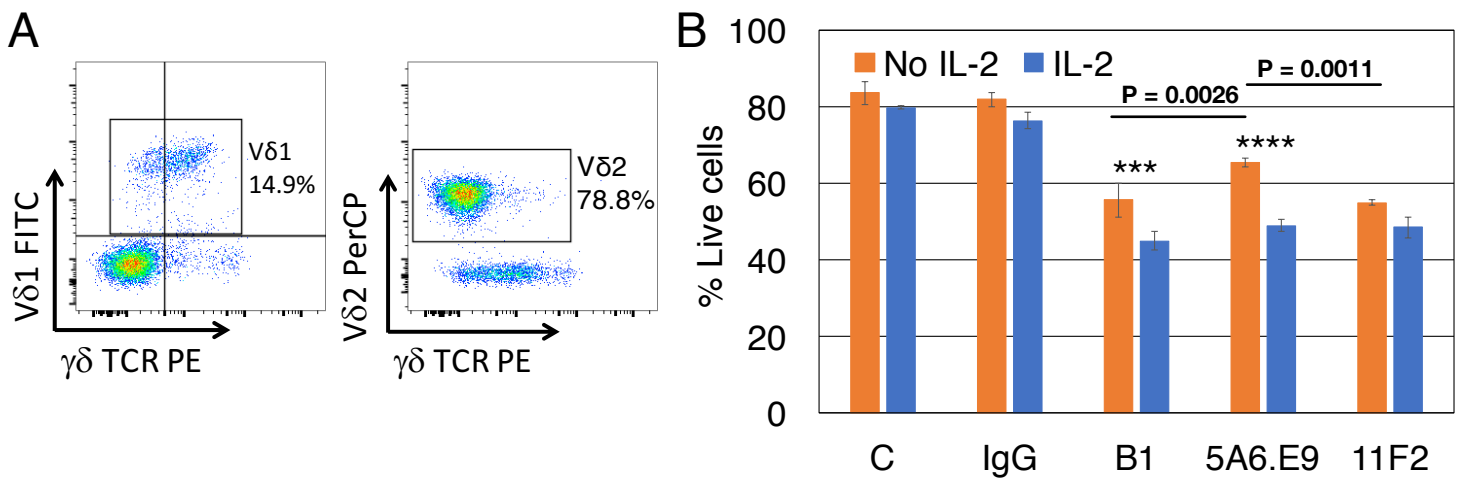 A
Vδ1 FITC
Vδ1
14.9%
γδ TCR PE
Vδ2 PerCP
Vδ2
78.8%
γδ TCR PE
B
% Live cells
100
80
60
40
20
0
No IL-2
IL-2
P = 0.0026
P = 0.0011
***
****
C
IgG
B1
5A6.E9
11F2